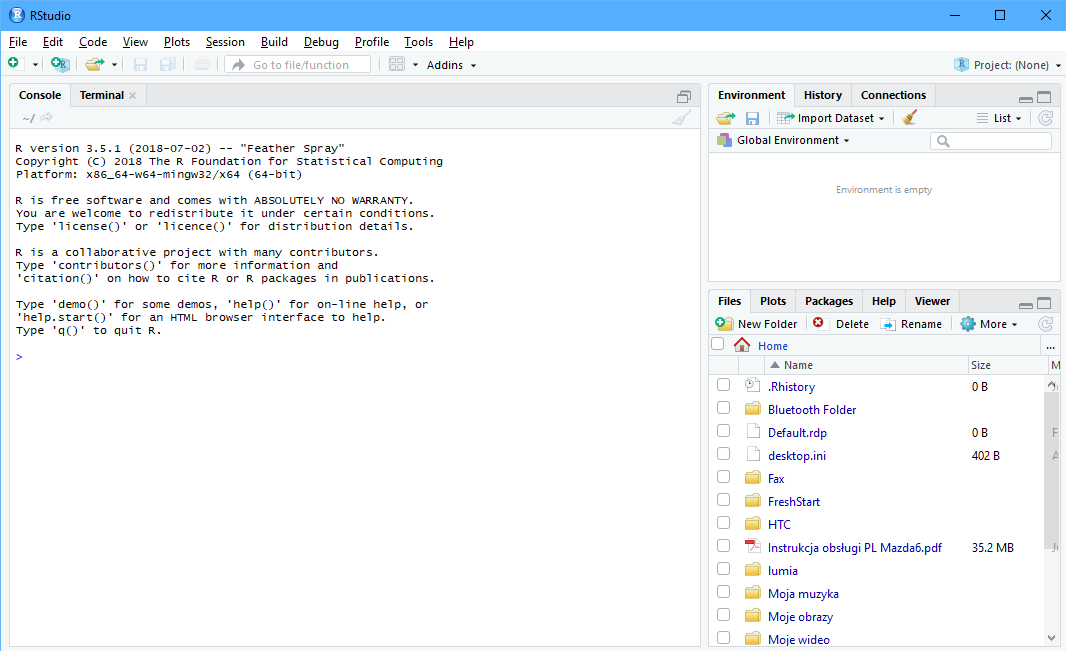 RStudio
File Edit Code View Plots Session Build Debug Profile Tools Help
Go to file/function Addins Project: (None)
Console Terminal
~/
R version 3.5.1 (2018-07-02) -- "Feather Spray"
Copyright (C) 2018 The R Foundation for Statistical Computing
Platform: x86_64-w64-mingw32/x64 (64-bit)
R is free software and comes with ABSOLUTELY NO WARRANTY.
You are welcome to redistribute it under certain conditions.
Type 'license()' or 'licence()' for distribution details.
R is a collaborative project with many contributors.
Type 'contributors()' for more information and
'citation()' on how to cite R or R packages in publications.
Type 'demo()' for some demos, 'help()' for on-line help, or
'help.start()' for an HTML browser interface to help.
Type 'q()' to quit R.
>
Environment History Connections
Import Dataset List
Global Environment
Environment is empty
Files Plots Packages Help Viewer
New Folder Delete Rename More
Home ...
Name Size M
.Rhistory 0 B
Bluetooth Folder
Default.rdp 0 B F
desktop.ini 402 B A
Fax
FreshStart
HTC
Instrukcja obsługi PL Mazda6.pdf 35.2 MB
lumia
Moja muzyka
Moje obrazy
Moje wideo